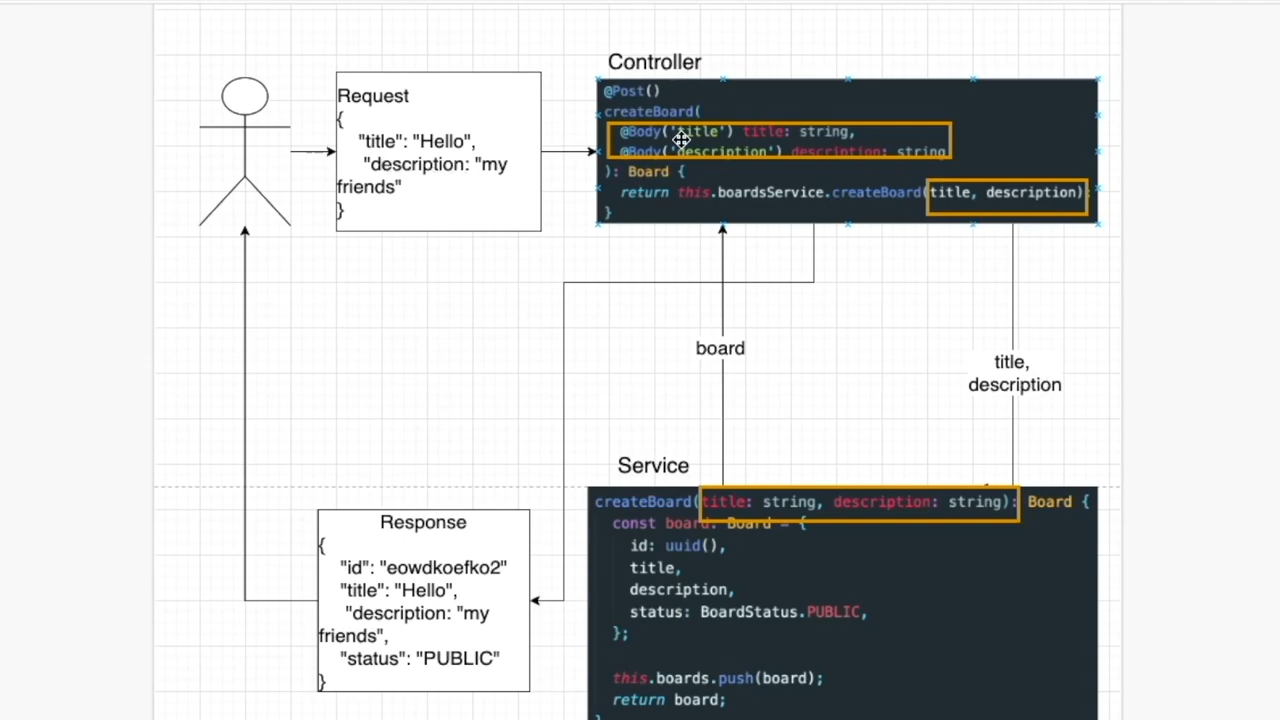 Controller
Request
{
"title": "Hello",
"description: "my
friends"
}
@Post()
createBoard(
@Body('title') title: string,
@Body('description') description: string
): Board {
return this.boardsService.createBoard(title, description);
}
board
title,
description
Service
createBoard(title: string, description: string): Board {
const board: Board = {
id: uuid(),
title,
description,
status: BoardStatus.PUBLIC,
};
this.boards.push(board);
return board;
}
Response
{
"id": "eowdkoefko2"
"title": "Hello",
"description: "my
friends",
"status": "PUBLIC"
}